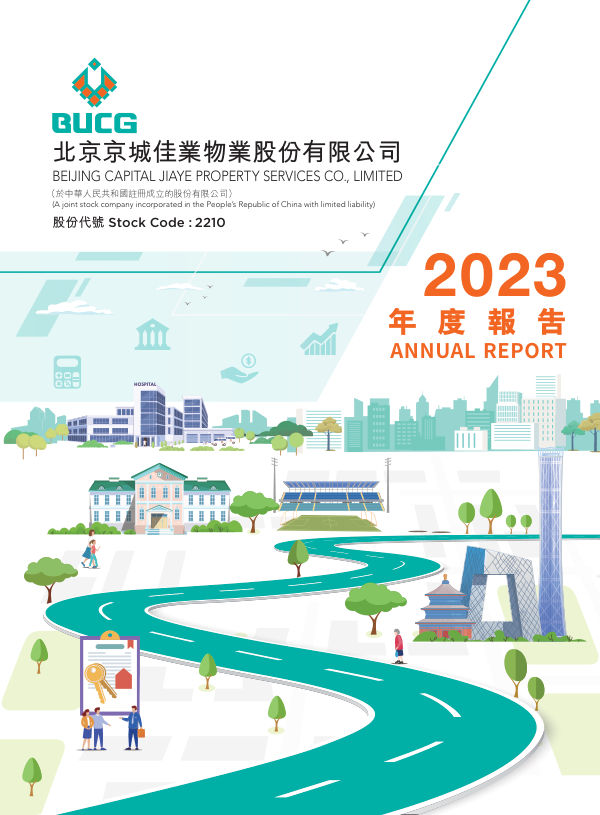 BUCG
北京京城佳業物業股份有限公司
BEIJING CAPITAL JIAYE PROPERTY SERVICES CO., LIMITED
（於中華人民共和國註冊成立的股份有限公司）
(A joint stock company incorporated in the People's Republic of China with limited liability)
股份代號 Stock Code : 2210
2023
年度報告
ANNUAL REPORT
HOSPITAL